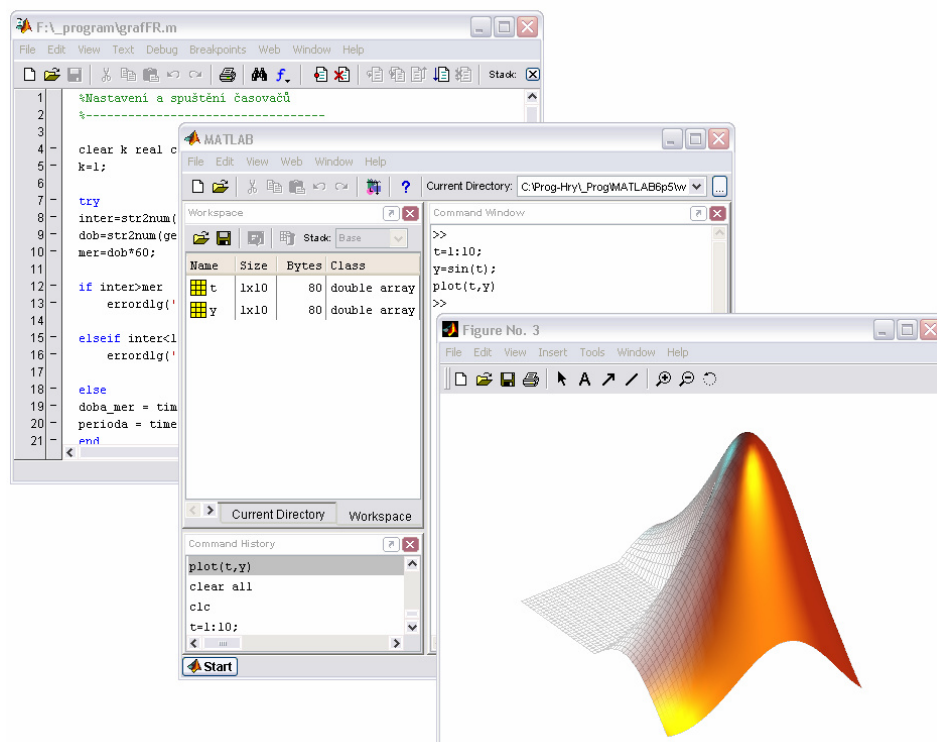 F:\_program\grafFR.m
File Edit View Text Debug Breakpoints Web Window Help
Stack:
1 %Nastavení a spuštění časovačů
2 %---------------------------------
3
4 - clear k real c
5 - k=1;
6
7 - try
8 - inter=str2num(
9 - dob=str2num(ge
10 - mer=dob*60;
11
12 - if inter>mer
13 - errordlg('
14
15 - elseif inter<1
16 - errordlg('
17
18 - else
19 - doba_mer = tim
20 - perioda = time
21 - end
MATLAB
File Edit View Web Window Help
? Current Directory: C:\Prog-Hry\_Prog\MATLAB6p5\w ...
Workspace
Stack: Base
Name Size Bytes Class
t 1x10 80 double array
y 1x10 80 double array
Current Directory Workspace
Command History
plot(t,y)
clear all
clc
t=1:10;
Start
Command Window
>>
t=1:10;
y=sin(t);
plot(t,y)
>>
Figure No. 3
File Edit View Insert Tools Window Help
A